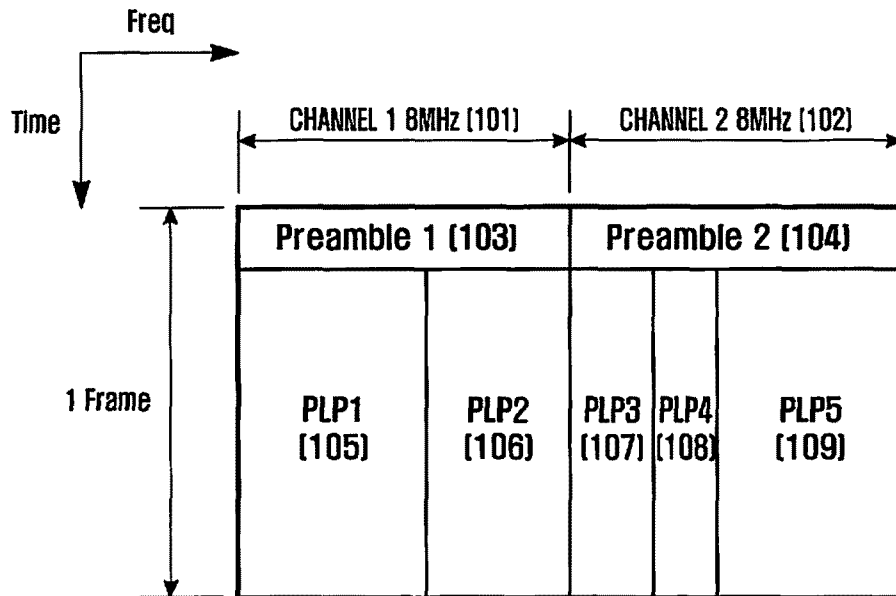 Freq
Time
CHANNEL 1 8MHz (101)
CHANNEL 2 8MHz (102)
Preamble 1 (103)
Preamble 2 (104)
1 Frame
PLP1
(105)
PLP2
(106)
PLP3
(107)
PLP4
(108)
PLP5
(109)